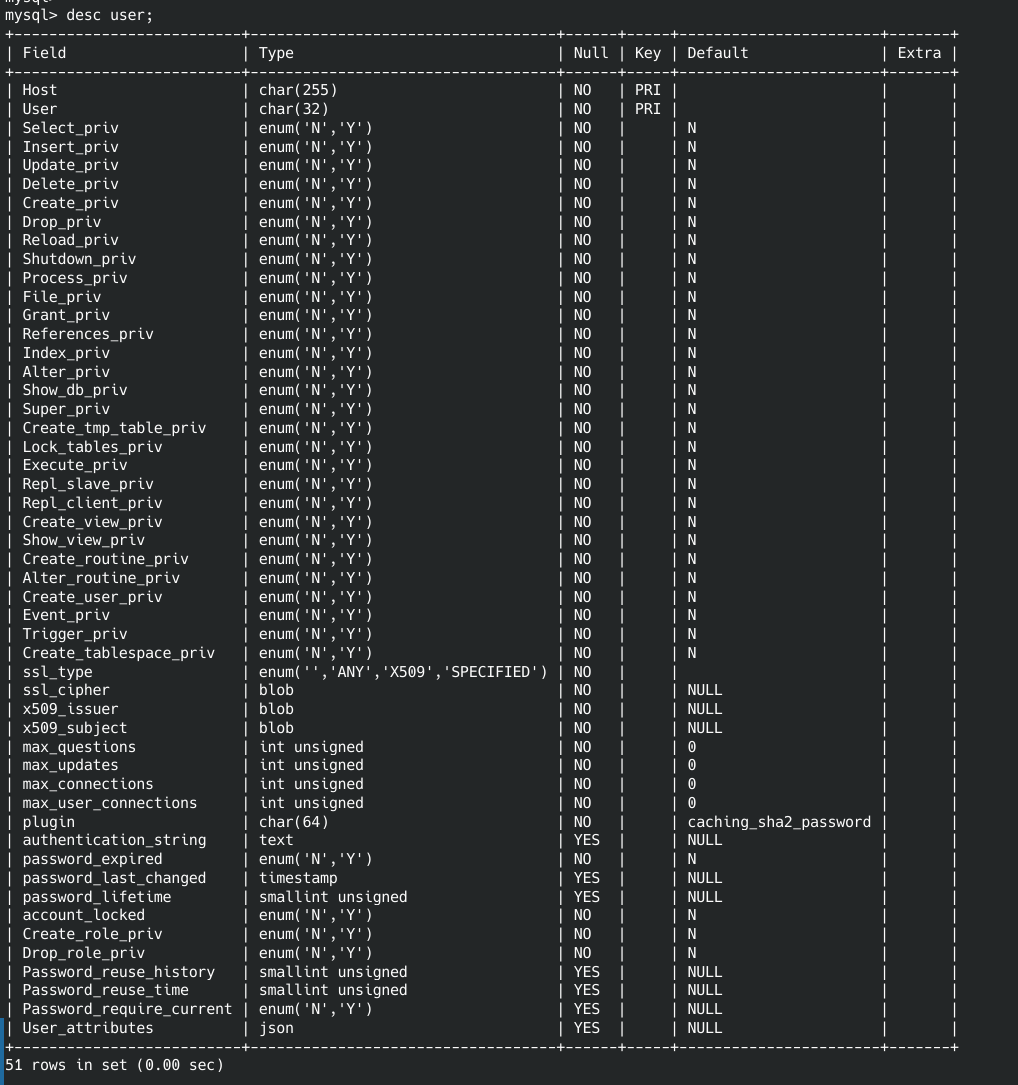 mysql> desc user;
+--------------------------+-----------------------------------+------+-----+-----------------------+-------+
| Field                    | Type                              | Null | Key | Default               | Extra |
+--------------------------+-----------------------------------+------+-----+-----------------------+-------+
| Host                     | char(255)                         | NO   | PRI |                       |       |
| User                     | char(32)                          | NO   | PRI |                       |       |
| Select_priv              | enum('N','Y')                     | NO   |     | N                     |       |
| Insert_priv              | enum('N','Y')                     | NO   |     | N                     |       |
| Update_priv              | enum('N','Y')                     | NO   |     | N                     |       |
| Delete_priv              | enum('N','Y')                     | NO   |     | N                     |       |
| Create_priv              | enum('N','Y')                     | NO   |     | N                     |       |
| Drop_priv                | enum('N','Y')                     | NO   |     | N                     |       |
| Reload_priv              | enum('N','Y')                     | NO   |     | N                     |       |
| Shutdown_priv            | enum('N','Y')                     | NO   |     | N                     |       |
| Process_priv             | enum('N','Y')                     | NO   |     | N                     |       |
| File_priv                | enum('N','Y')                     | NO   |     | N                     |       |
| Grant_priv               | enum('N','Y')                     | NO   |     | N                     |       |
| References_priv          | enum('N','Y')                     | NO   |     | N                     |       |
| Index_priv               | enum('N','Y')                     | NO   |     | N                     |       |
| Alter_priv               | enum('N','Y')                     | NO   |     | N                     |       |
| Show_db_priv             | enum('N','Y')                     | NO   |     | N                     |       |
| Super_priv               | enum('N','Y')                     | NO   |     | N                     |       |
| Create_tmp_table_priv    | enum('N','Y')                     | NO   |     | N                     |       |
| Lock_tables_priv         | enum('N','Y')                     | NO   |     | N                     |       |
| Execute_priv             | enum('N','Y')                     | NO   |     | N                     |       |
| Repl_slave_priv          | enum('N','Y')                     | NO   |     | N                     |       |
| Repl_client_priv         | enum('N','Y')                     | NO   |     | N                     |       |
| Create_view_priv         | enum('N','Y')                     | NO   |     | N                     |       |
| Show_view_priv           | enum('N','Y')                     | NO   |     | N                     |       |
| Create_routine_priv      | enum('N','Y')                     | NO   |     | N                     |       |
| Alter_routine_priv       | enum('N','Y')                     | NO   |     | N                     |       |
| Create_user_priv         | enum('N','Y')                     | NO   |     | N                     |       |
| Event_priv               | enum('N','Y')                     | NO   |     | N                     |       |
| Trigger_priv             | enum('N','Y')                     | NO   |     | N                     |       |
| Create_tablespace_priv   | enum('N','Y')                     | NO   |     | N                     |       |
| ssl_type                 | enum('','ANY','X509','SPECIFIED') | NO   |     |                       |       |
| ssl_cipher               | blob                              | NO   |     | NULL                  |       |
| x509_issuer              | blob                              | NO   |     | NULL                  |       |
| x509_subject             | blob                              | NO   |     | NULL                  |       |
| max_questions            | int unsigned                      | NO   |     | 0                     |       |
| max_updates              | int unsigned                      | NO   |     | 0                     |       |
| max_connections          | int unsigned                      | NO   |     | 0                     |       |
| max_user_connections     | int unsigned                      | NO   |     | 0                     |       |
| plugin                   | char(64)                          | NO   |     | caching_sha2_password |       |
| authentication_string    | text                              | YES  |     | NULL                  |       |
| password_expired         | enum('N','Y')                     | NO   |     | N                     |       |
| password_last_changed    | timestamp                         | YES  |     | NULL                  |       |
| password_lifetime        | smallint unsigned                 | YES  |     | NULL                  |       |
| account_locked           | enum('N','Y')                     | NO   |     | N                     |       |
| Create_role_priv         | enum('N','Y')                     | NO   |     | N                     |       |
| Drop_role_priv           | enum('N','Y')                     | NO   |     | N                     |       |
| Password_reuse_history   | smallint unsigned                 | YES  |     | NULL                  |       |
| Password_reuse_time      | smallint unsigned                 | YES  |     | NULL                  |       |
| Password_require_current | enum('N','Y')                     | YES  |     | NULL                  |       |
| User_attributes          | json                              | YES  |     | NULL                  |       |
+--------------------------+-----------------------------------+------+-----+-----------------------+-------+
51 rows in set (0.00 sec)